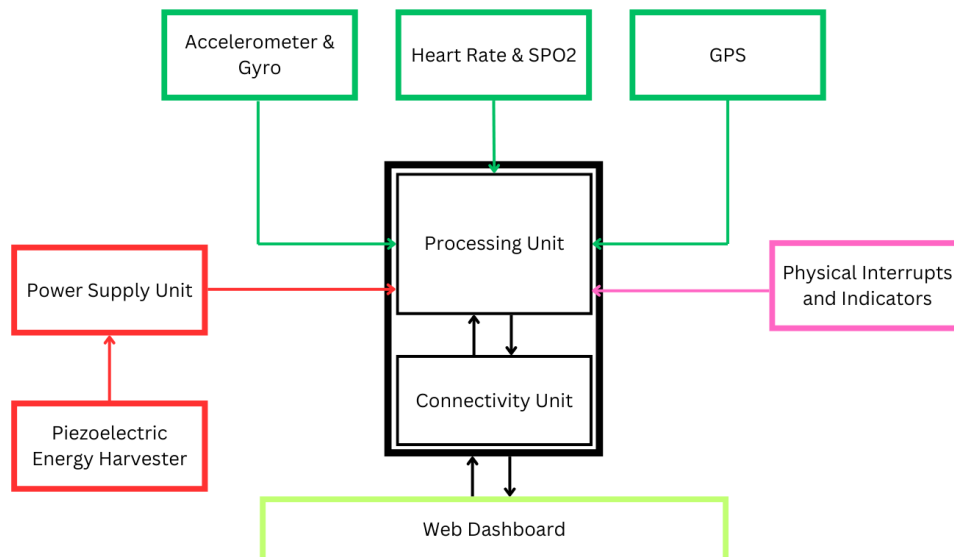 Accelerometer &
Gyro
Heart Rate & SPO2
GPS
Processing Unit
Power Supply Unit
Physical Interrupts
and Indicators
Connectivity Unit
Piezoelectric
Energy Harvester
Web Dashboard